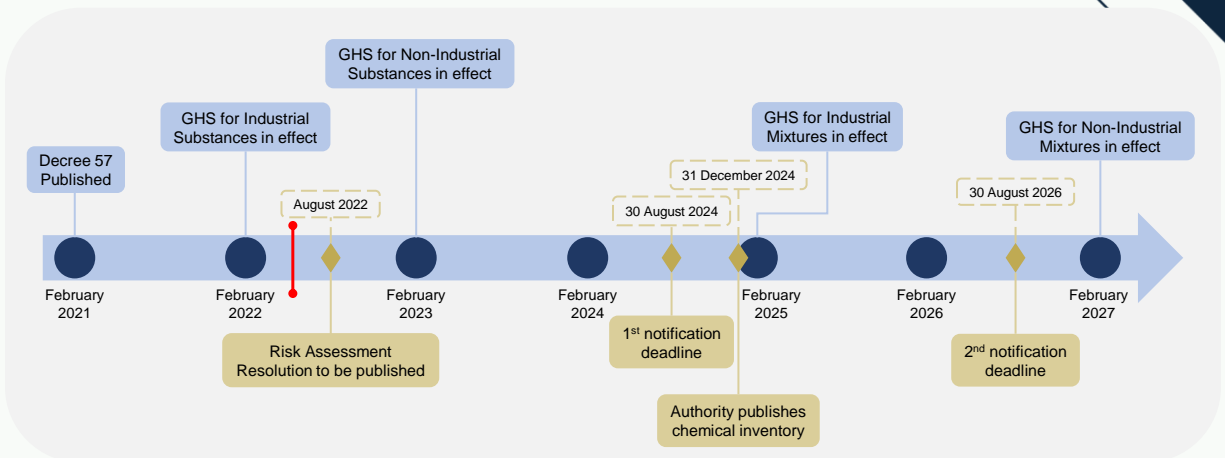 GHS for Non-Industrial
Substances in effect
GHS for Industrial
Substances in effect
GHS for Industrial
Mixtures in effect
GHS for Non-Industrial
Mixtures in effect
Decree 57
Published
31 December 2024
August 2022
30 August 2024
30 August 2026
February
2021
February
2022
February
2023
February
2024
February
2025
February
2026
February
2027
Risk Assessment
Resolution to be published
1st notification
deadline
2nd notification
deadline
Authority publishes
chemical inventory